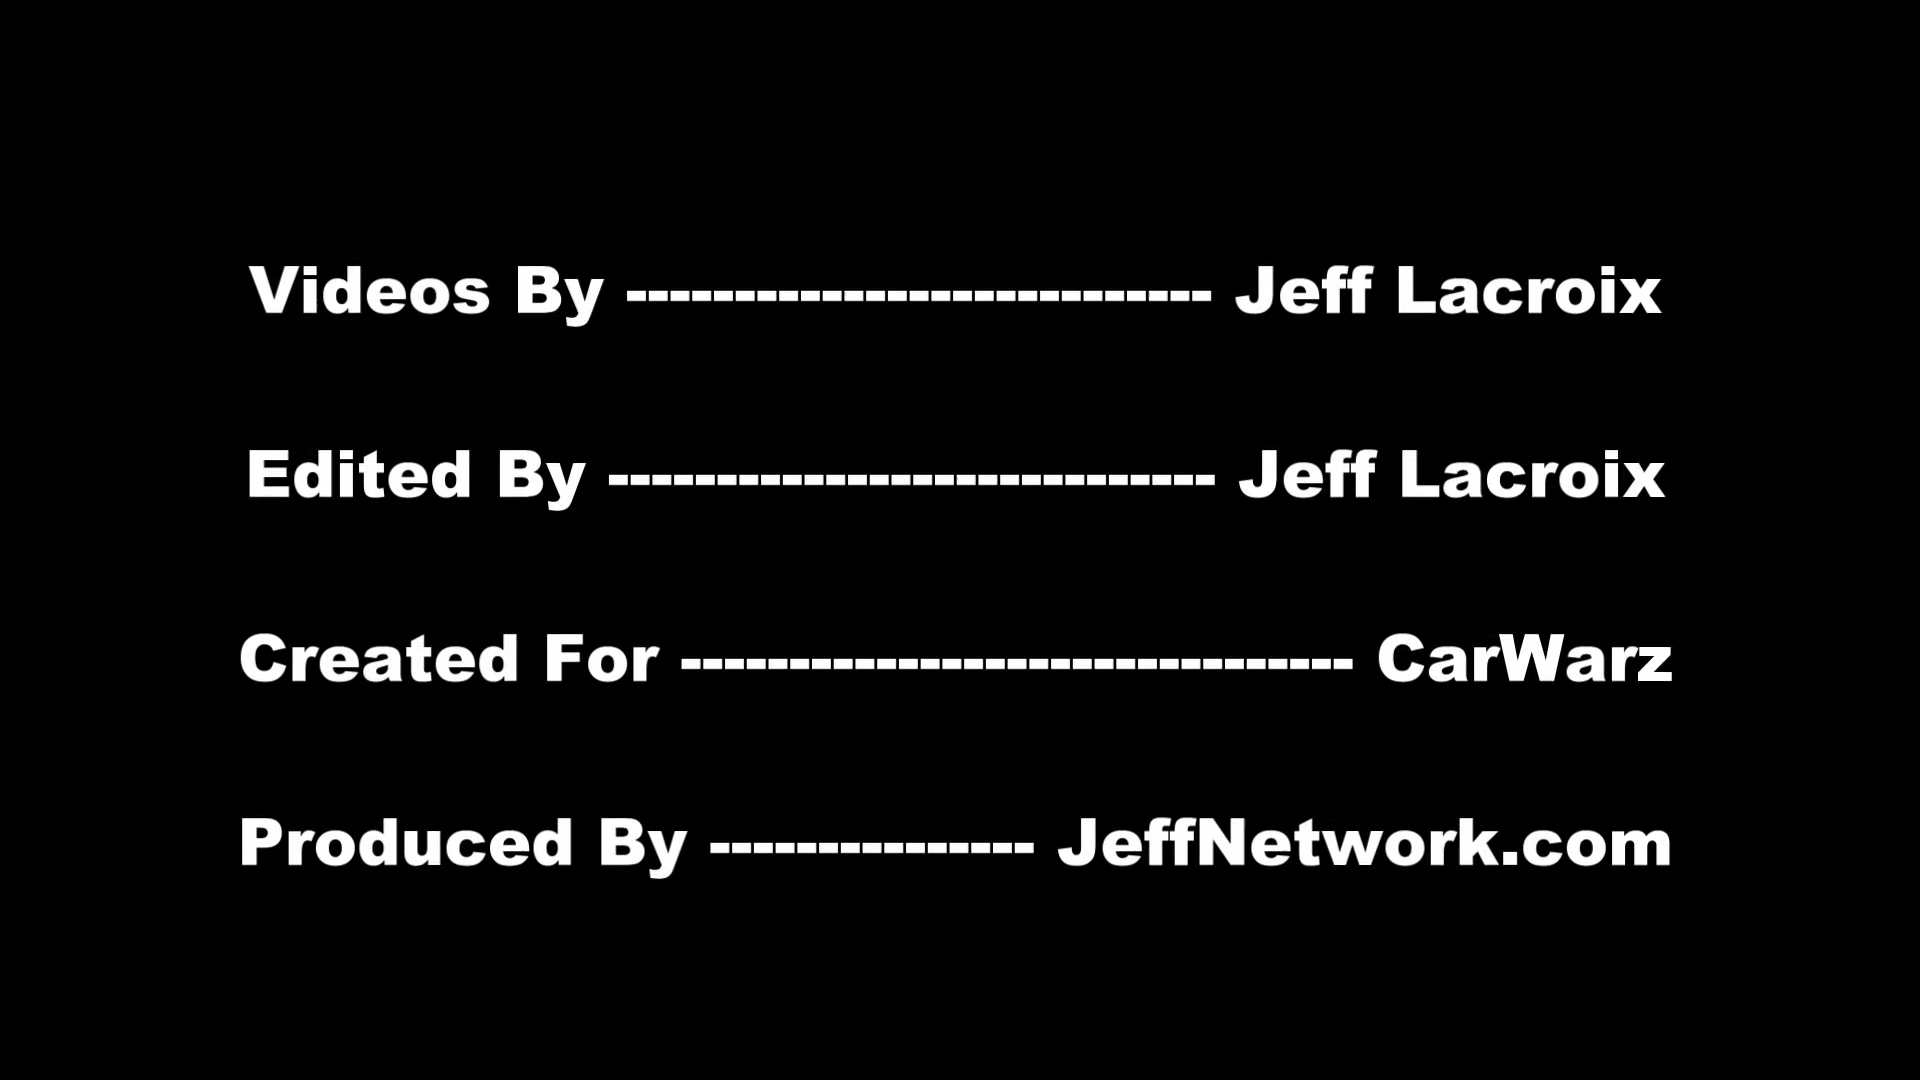 Videos By --------------------------- Jeff Lacroix
Edited By ---------------------------- Jeff Lacroix
Created For ------------------------------- CarWarz
Produced By --------------- JeffNetwork.com